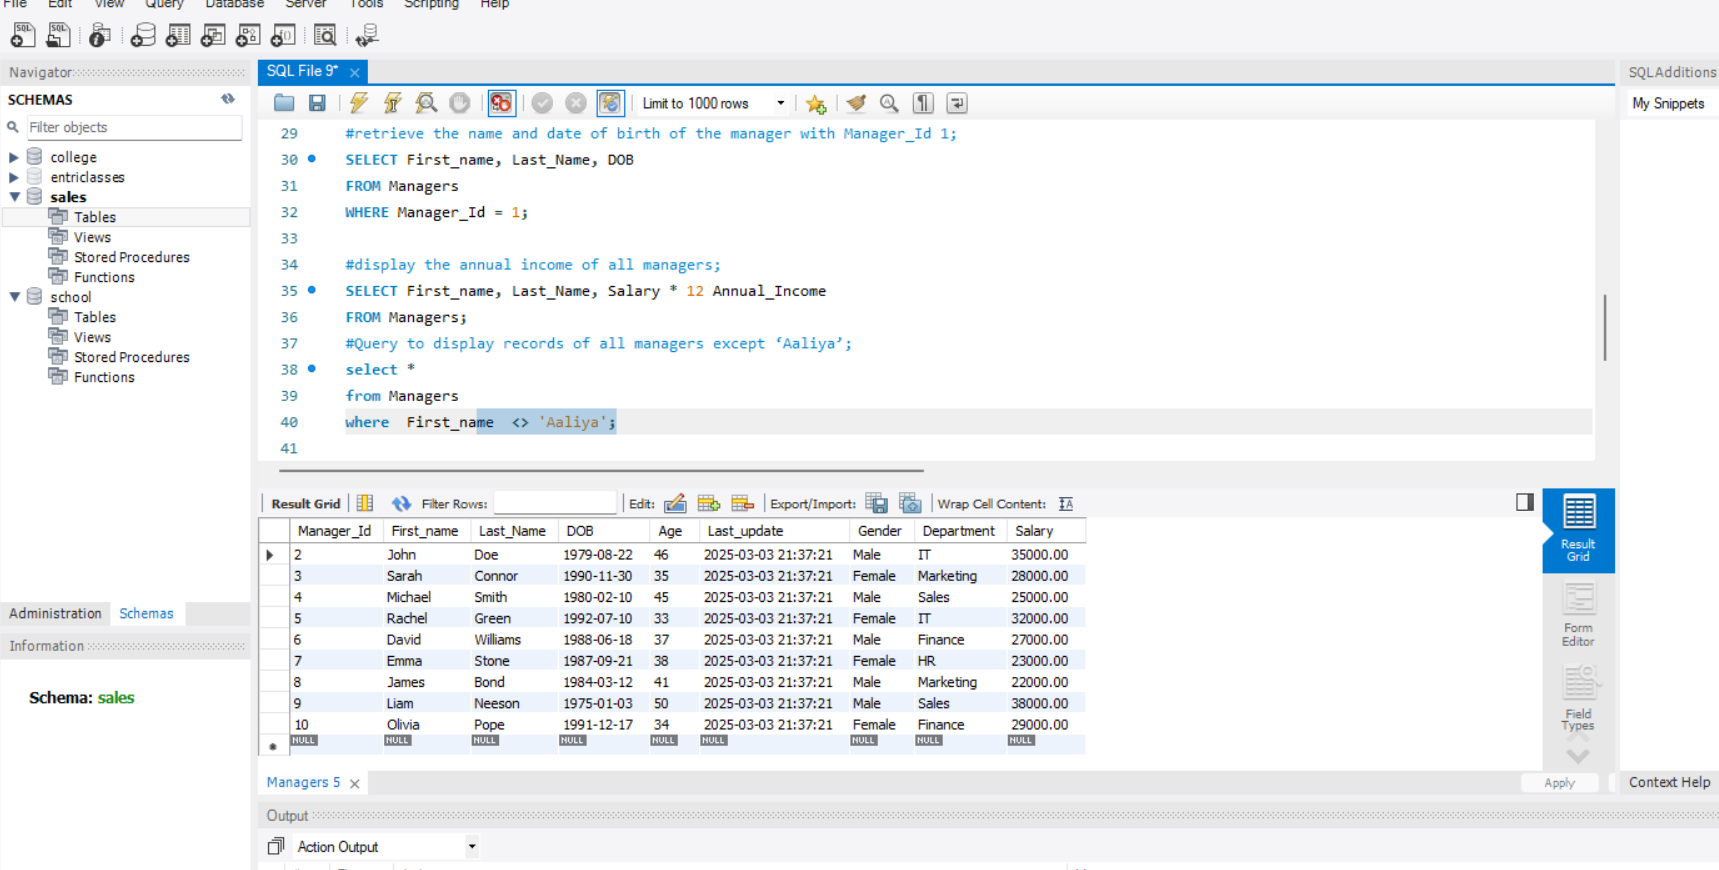 File Edit View Query Database Server Tools Scripting Help
Navigator
SCHEMAS
Filter objects
college
entriclasses
sales
Tables
Views
Stored Procedures
Functions
school
Tables
Views
Stored Procedures
Functions
Administration Schemas
Information
Schema: sales
SQL File 9*
Limit to 1000 rows
29 #retrieve the name and date of birth of the manager with Manager_Id 1;
30 SELECT First_name, Last_Name, DOB
31 FROM Managers
32 WHERE Manager_Id = 1;
33
34 #display the annual income of all managers;
35 SELECT First_name, Last_Name, Salary * 12 Annual_Income
36 FROM Managers;
37 #Query to display records of all managers except ‘Aaliya’;
38 select *
39 from Managers
40 where  First_name  <> 'Aaliya';
41
Result Grid Filter Rows: Edit: Export/Import: Wrap Cell Content:
Manager_Id First_name Last_Name DOB Age Last_update Gender Department Salary
2 John Doe 1979-08-22 46 2025-03-03 21:37:21 Male IT 35000.00
3 Sarah Connor 1990-11-30 35 2025-03-03 21:37:21 Female Marketing 28000.00
4 Michael Smith 1980-02-10 45 2025-03-03 21:37:21 Male Sales 25000.00
5 Rachel Green 1992-07-10 33 2025-03-03 21:37:21 Female IT 32000.00
6 David Williams 1988-06-18 37 2025-03-03 21:37:21 Male Finance 27000.00
7 Emma Stone 1987-09-21 38 2025-03-03 21:37:21 Female HR 23000.00
8 James Bond 1984-03-12 41 2025-03-03 21:37:21 Male Marketing 22000.00
9 Liam Neeson 1975-01-03 50 2025-03-03 21:37:21 Male Sales 38000.00
10 Olivia Pope 1991-12-17 34 2025-03-03 21:37:21 Female Finance 29000.00
NULL NULL NULL NULL NULL NULL NULL NULL NULL
Result
Grid
Form
Editor
Field
Types
Managers 5
Apply
Output
Action Output
SQLAdditions
My Snippets
Context Help